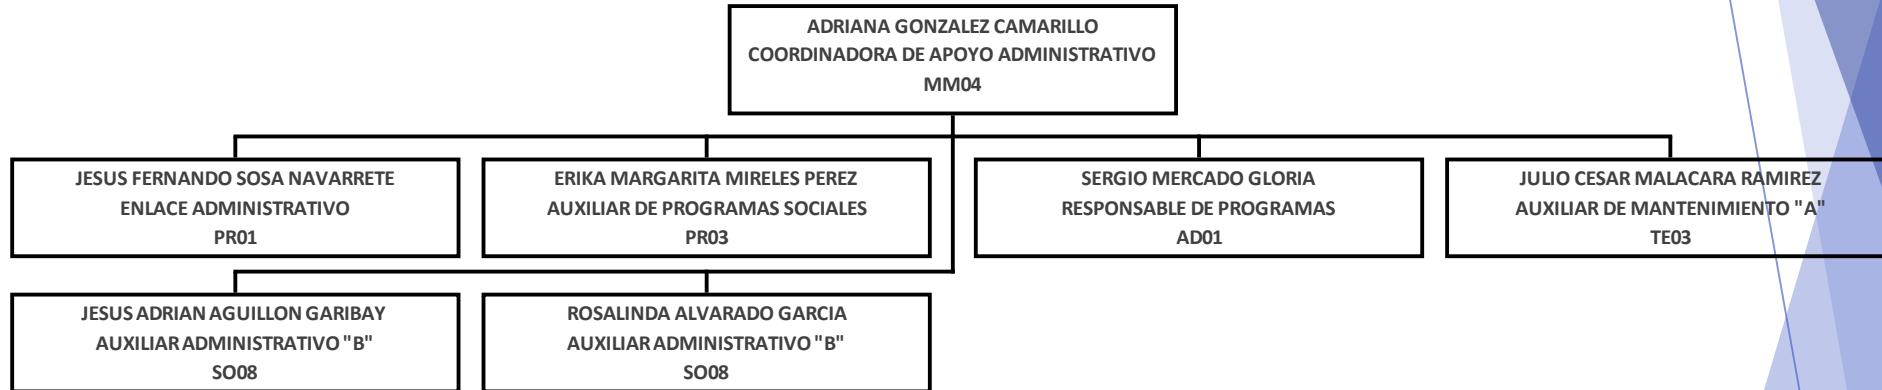 ADRIANA GONZALEZ CAMARILLO
COORDINADORA DE APOYO ADMINISTRATIVO
MM04
JESUS FERNANDO SOSA NAVARRETE
ENLACE ADMINISTRATIVO
PR01
ERIKA MARGARITA MIRELES PEREZ
AUXILIAR DE PROGRAMAS SOCIALES
PR03
SERGIO MERCADO GLORIA
RESPONSABLE DE PROGRAMAS
AD01
JULIO CESAR MALACARA RAMIREZ
AUXILIAR DE MANTENIMIENTO "A"
TE03
JESUS ADRIAN AGUILLON GARIBAY
AUXILIAR ADMINISTRATIVO "B"
SO08
ROSALINDA ALVARADO GARCIA
AUXILIAR ADMINISTRATIVO "B"
SO08